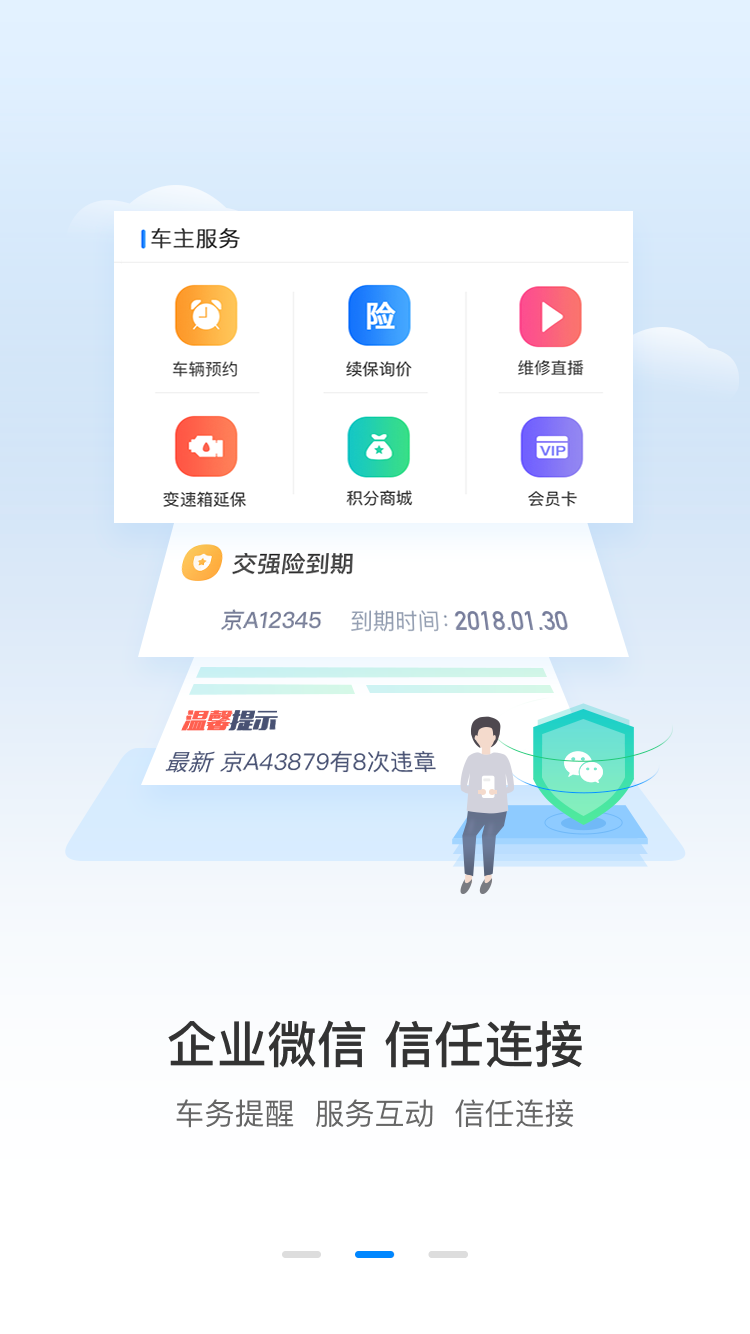 车主服务
险
车辆预约 续保询价 维修直播
VIP
变速箱延保 积分商城 会员卡
交强险到期
京A12345 到期时间: 2018.01.30
温馨提示
最新 京A43879有8次违章
企业微信 信任连接
车务提醒 服务互动 信任连接